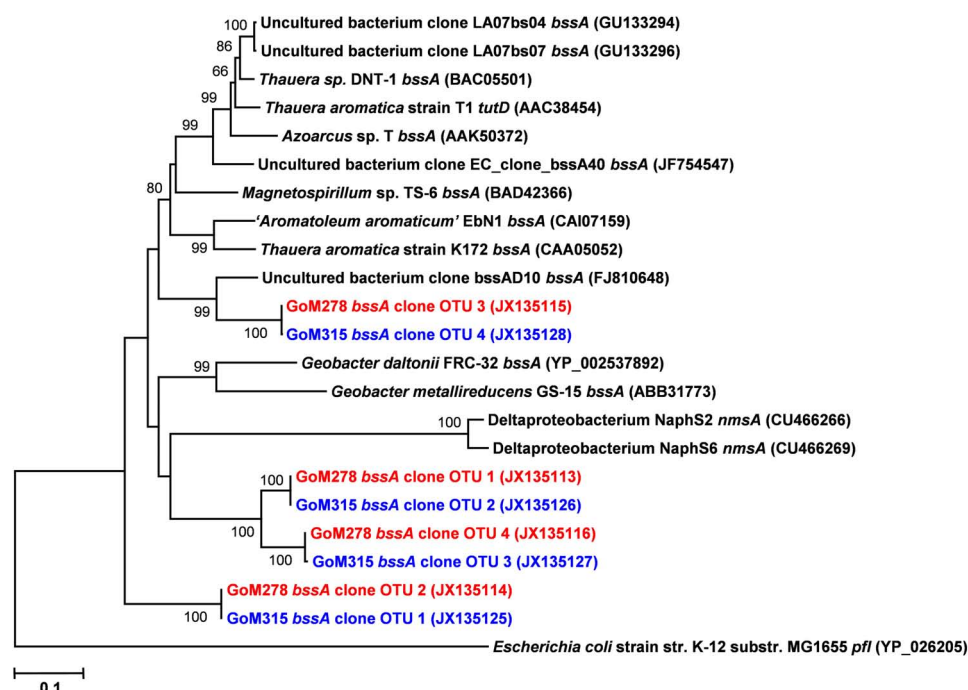 100
Uncultured bacterium clone LA07bs04 bssA (GU133294)
86
Uncultured bacterium clone LA07bs07 bssA (GU133296)
66
Thauera sp. DNT-1 bssA (BAC05501)
99
Thauera aromatica strain T1 tutD (AAC38454)
99
Azoarcus sp. T bssA (AAK50372)
Uncultured bacterium clone EC_clone_bssA40 bssA (JF754547)
80
Magnetospirillum sp. TS-6 bssA (BAD42366)
'Aromatoleum aromaticum' EbN1 bssA (CAI07159)
99
Thauera aromatica strain K172 bssA (CAA05052)
Uncultured bacterium clone bssAD10 bssA (FJ810648)
99
GoM278 bssA clone OTU 3 (JX135115)
100
GoM315 bssA clone OTU 4 (JX135128)
99
Geobacter daltonii FRC-32 bssA (YP_002537892)
Geobacter metallireducens GS-15 bssA (ABB31773)
100
Deltaproteobacterium NaphS2 nmsA (CU466266)
Deltaproteobacterium NaphS6 nmsA (CU466269)
100
GoM278 bssA clone OTU 1 (JX135113)
GoM315 bssA clone OTU 2 (JX135126)
100
GoM278 bssA clone OTU 4 (JX135116)
100
GoM315 bssA clone OTU 3 (JX135127)
GoM278 bssA clone OTU 2 (JX135114)
100
GoM315 bssA clone OTU 1 (JX135125)
Escherichia coli strain str. K-12 substr. MG1655 pfl (YP_026205)
0.1